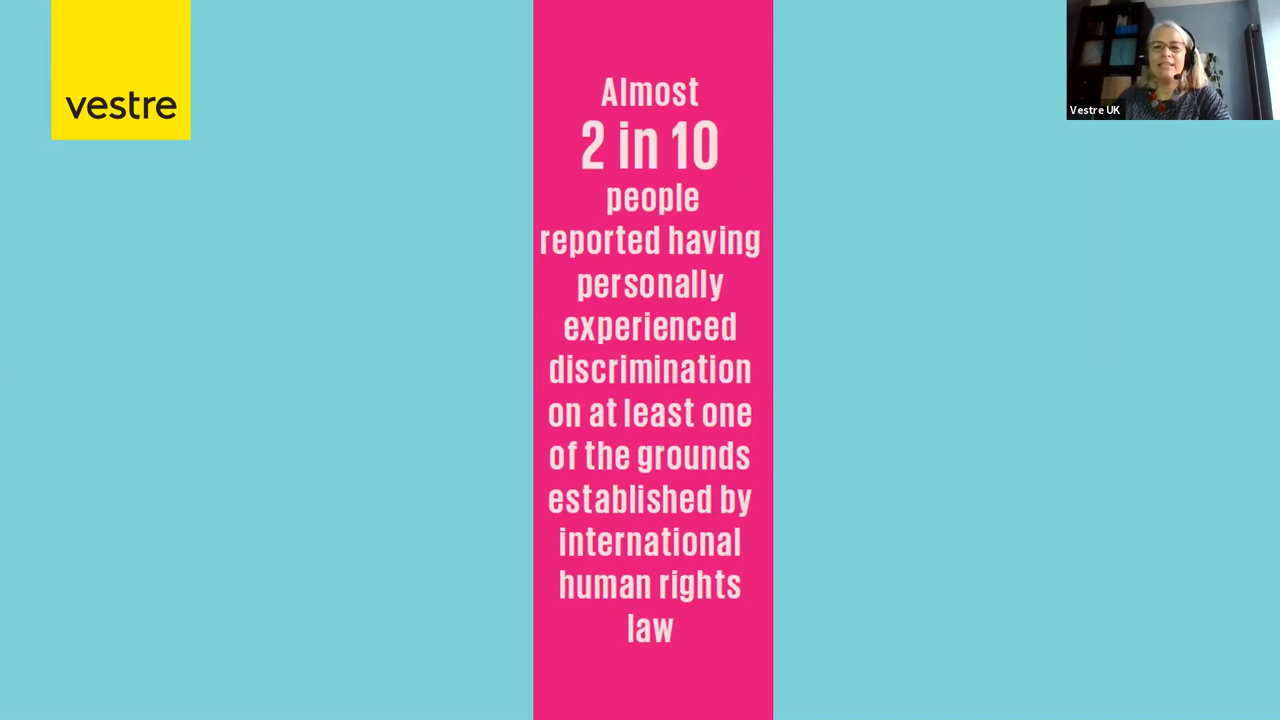 vestre
Vestre UK
Almost
2 in 10
people
reported having
personally
experienced
discrimination
on at least one
of the grounds
established by
international
human rights
law